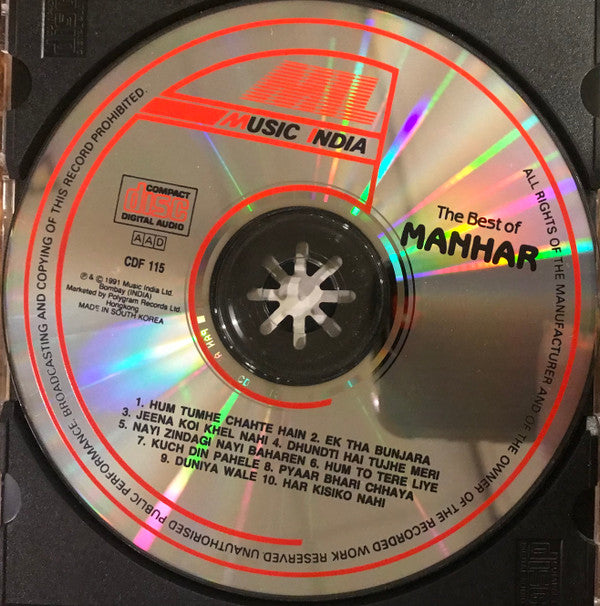 MIL
MUSIC INDIA
COMPACT
disc
DIGITAL AUDIO
AAD
CDF 115
The Best of
MANHAR
℗ & © 1991 Music India Ltd.
Bombay (INDIA)
Marketed by Polygram Records Ltd.
Hongkong
MADE IN SOUTH KOREA
1. HUM TUMHE CHAHTE HAIN 2. EK THA BUNJARA
3. JEENA KOI KHEL NAHI 4. DHUNDTI HAI TUJHE MERI
5. NAYI ZINDAGI NAYI BAHAREN 6. HUM TO TERE LIYE
7. KUCH DIN PAHELE 8. PYAAR BHARI CHHAYA
9. DUNIYA WALE 10. HAR KISIKO NAHI
ALL RIGHTS OF THE MANUFACTURER AND OF THE OWNER OF THE RECORDED WORK RESERVED UNAUTHORISED PUBLIC PERFORMANCE BROADCASTING AND COPYING OF THIS RECORD PROHIBITED.